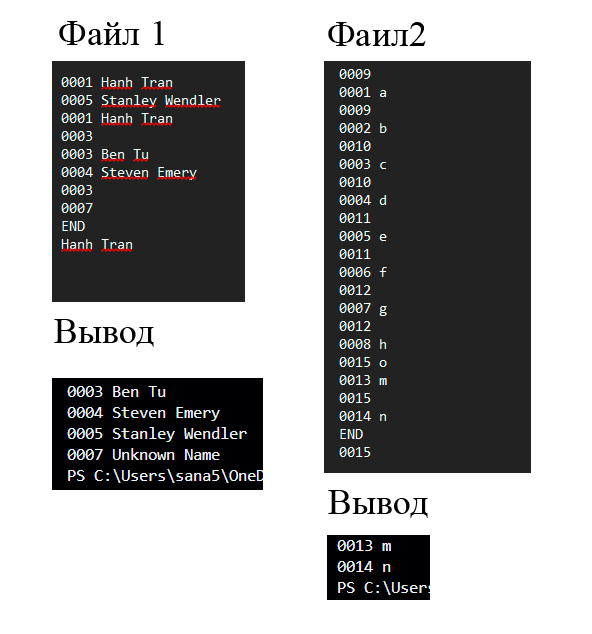 Файл 1
0001 Hanh Tran
0005 Stanley Wendler
0001 Hanh Tran
0003
0003 Ben Tu
0004 Steven Emery
0003
0007
END
Hanh Tran
Вывод
0003 Ben Tu
0004 Steven Emery
0005 Stanley Wendler
0007 Unknown Name
PS C:\Users\sana5\OneD
Фаил2
0009
0001 a
0009
0002 b
0010
0003 c
0010
0004 d
0011
0005 e
0011
0006 f
0012
0007 g
0012
0008 h
0015 o
0013 m
0015
0014 n
END
0015
Вывод
0013 m
0014 n
PS C:\Users